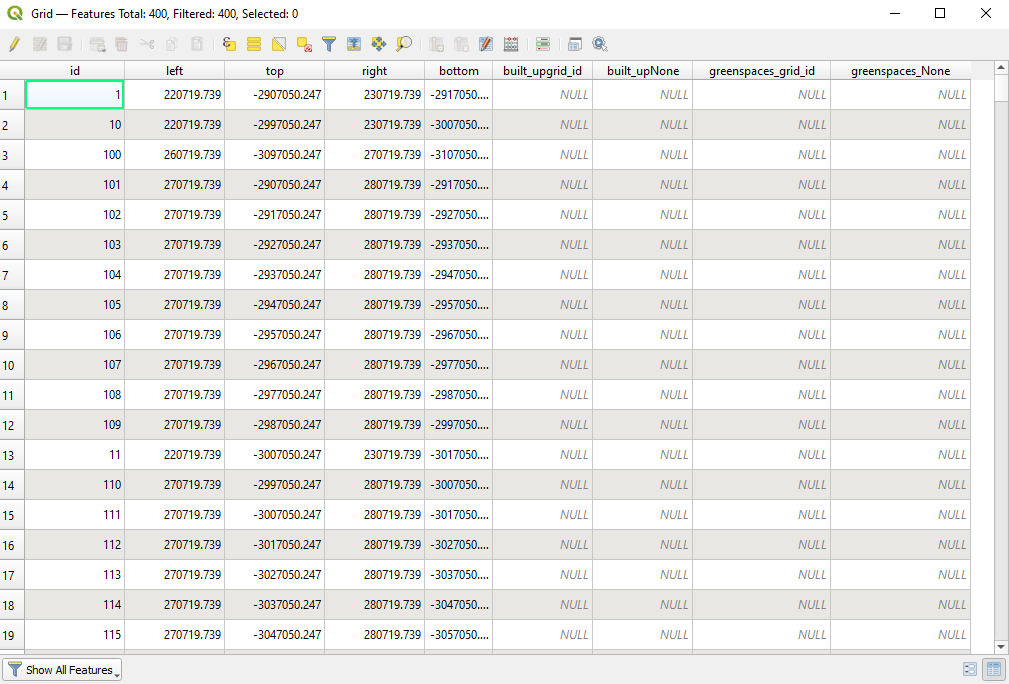 Grid — Features Total: 400, Filtered: 400, Selected: 0
id left top right bottom built_upgrid_id built_upNone greenspaces_grid_id greenspaces_None
1 1 220719.739 -2907050.247 230719.739 -2917050.... NULL NULL NULL NULL
2 10 220719.739 -2997050.247 230719.739 -3007050.... NULL NULL NULL NULL
3 100 260719.739 -3097050.247 270719.739 -3107050.... NULL NULL NULL NULL
4 101 270719.739 -2907050.247 280719.739 -2917050.... NULL NULL NULL NULL
5 102 270719.739 -2917050.247 280719.739 -2927050.... NULL NULL NULL NULL
6 103 270719.739 -2927050.247 280719.739 -2937050.... NULL NULL NULL NULL
7 104 270719.739 -2937050.247 280719.739 -2947050.... NULL NULL NULL NULL
8 105 270719.739 -2947050.247 280719.739 -2957050.... NULL NULL NULL NULL
9 106 270719.739 -2957050.247 280719.739 -2967050.... NULL NULL NULL NULL
10 107 270719.739 -2967050.247 280719.739 -2977050.... NULL NULL NULL NULL
11 108 270719.739 -2977050.247 280719.739 -2987050.... NULL NULL NULL NULL
12 109 270719.739 -2987050.247 280719.739 -2997050.... NULL NULL NULL NULL
13 11 220719.739 -3007050.247 230719.739 -3017050.... NULL NULL NULL NULL
14 110 270719.739 -2997050.247 280719.739 -3007050.... NULL NULL NULL NULL
15 111 270719.739 -3007050.247 280719.739 -3017050.... NULL NULL NULL NULL
16 112 270719.739 -3017050.247 280719.739 -3027050.... NULL NULL NULL NULL
17 113 270719.739 -3027050.247 280719.739 -3037050.... NULL NULL NULL NULL
18 114 270719.739 -3037050.247 280719.739 -3047050.... NULL NULL NULL NULL
19 115 270719.739 -3047050.247 280719.739 -3057050.... NULL NULL NULL NULL
Show All Features